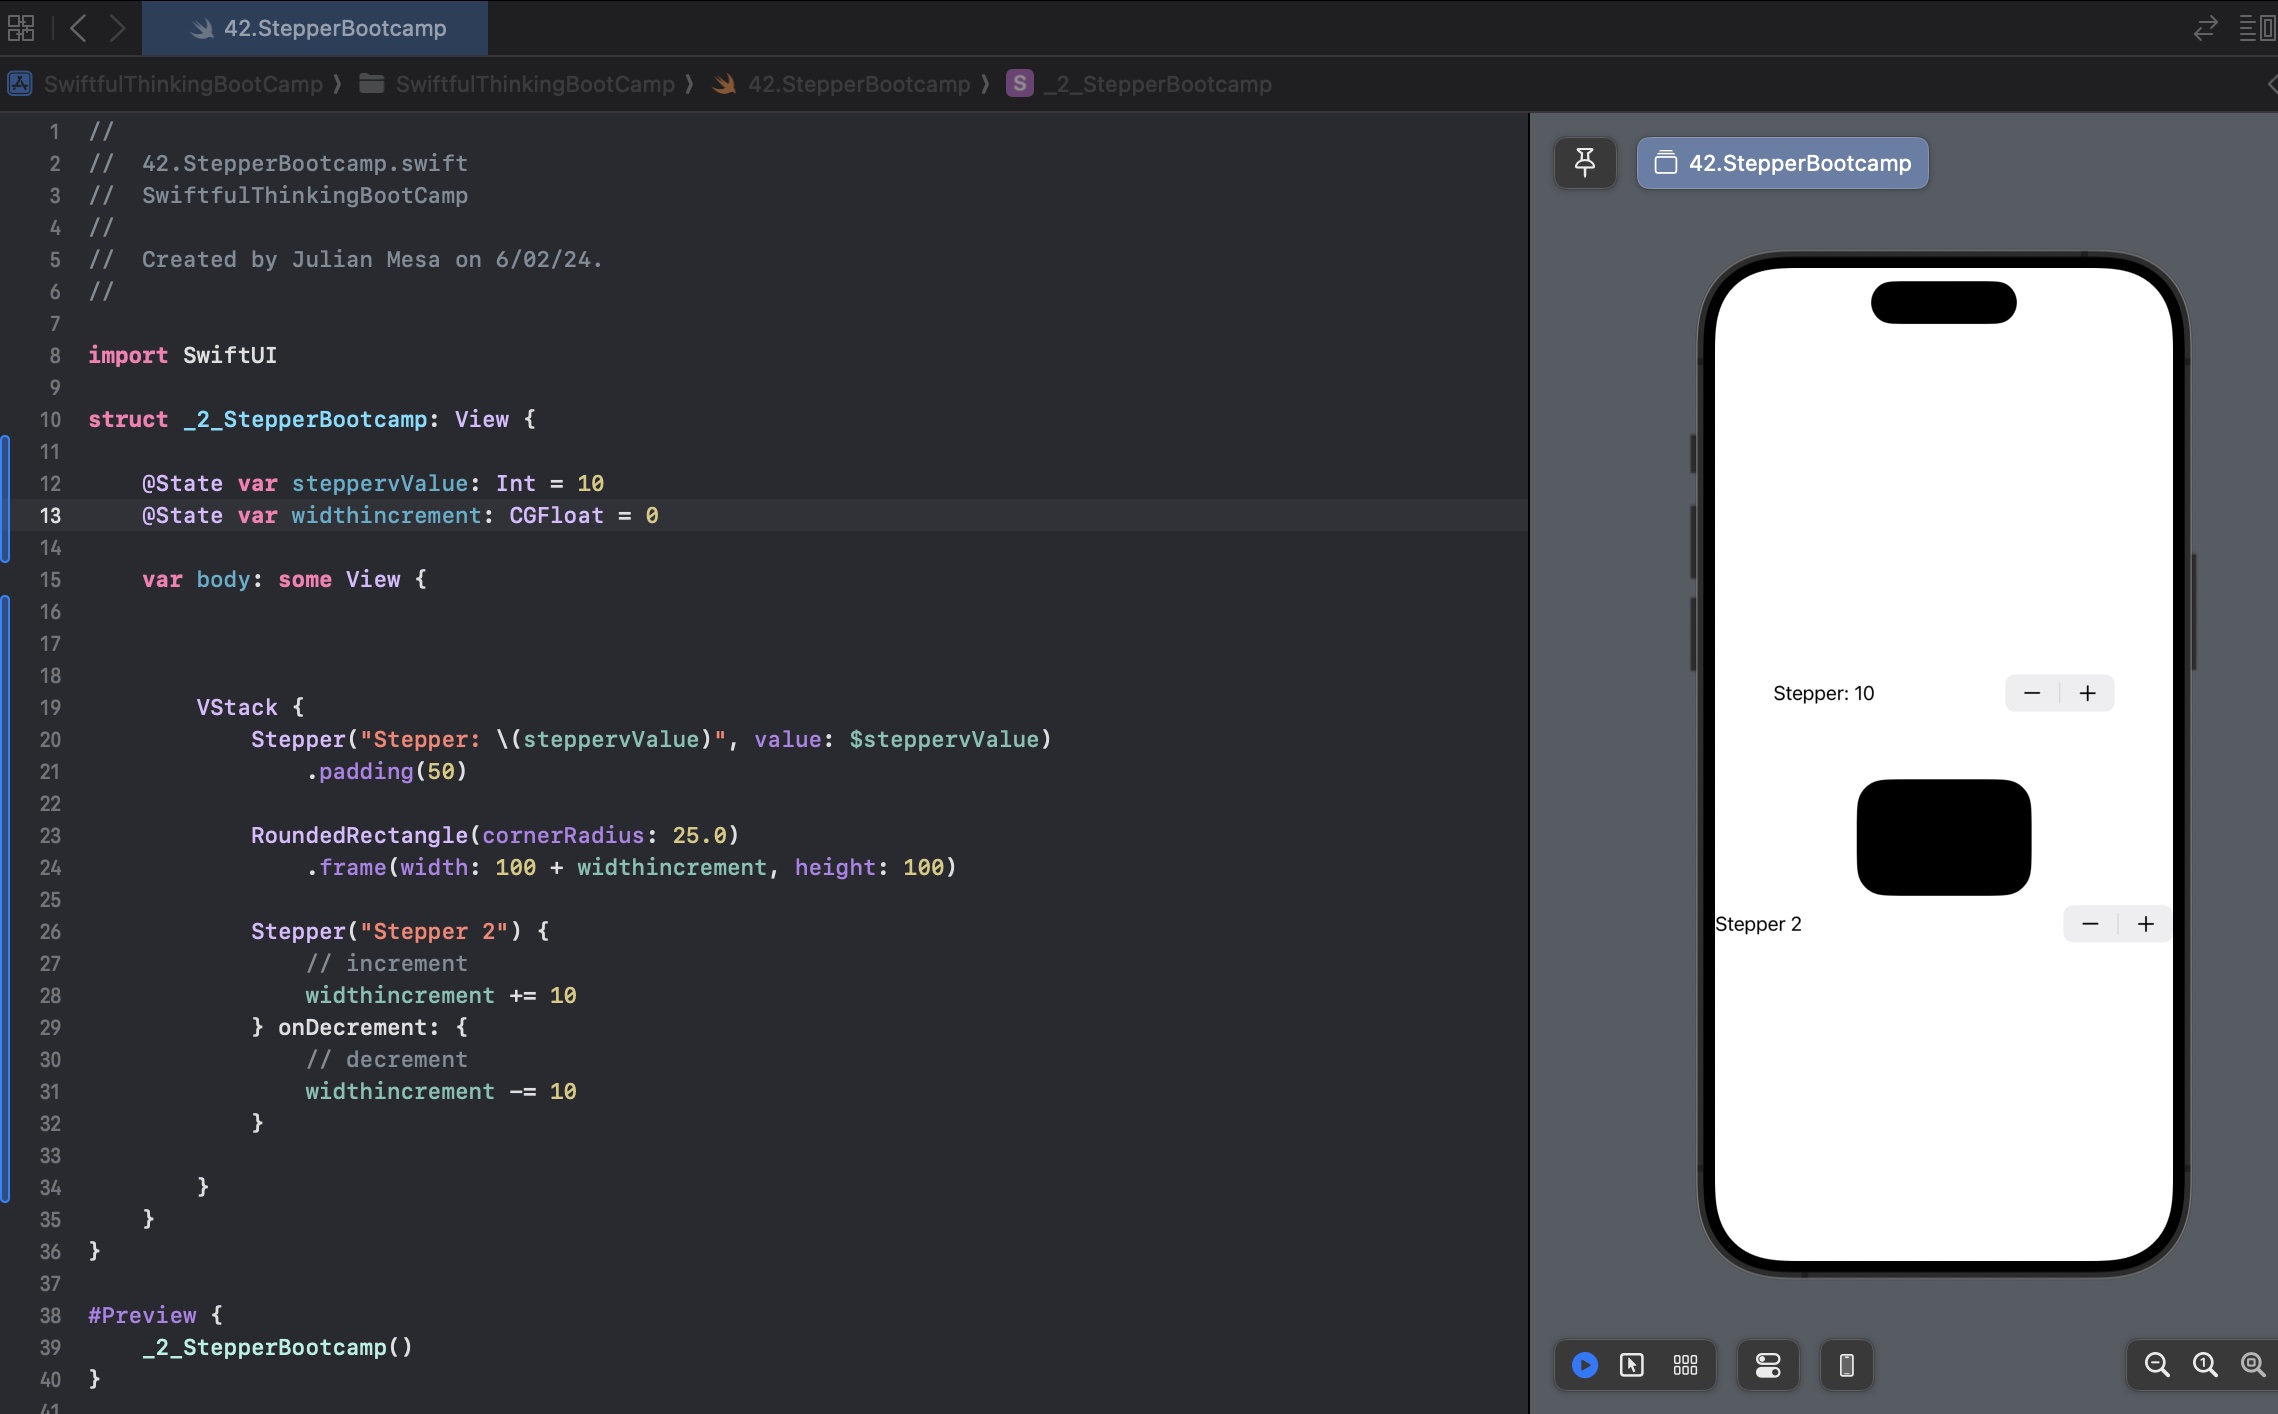 42.StepperBootcamp
SwiftfulThinkingBootCamp ⟩ SwiftfulThinkingBootCamp ⟩ 42.StepperBootcamp ⟩ S _2_StepperBootcamp
1 //
2 //  42.StepperBootcamp.swift
3 //  SwiftfulThinkingBootCamp
4 //
5 //  Created by Julian Mesa on 6/02/24.
6 //
7
8 import SwiftUI
9
10 struct _2_StepperBootcamp: View {
11
12     @State var steppervValue: Int = 10
13     @State var widthincrement: CGFloat = 0
14
15     var body: some View {
16
17
18
19         VStack {
20             Stepper("Stepper: \(steppervValue)", value: $steppervValue)
21                 .padding(50)
22
23             RoundedRectangle(cornerRadius: 25.0)
24                 .frame(width: 100 + widthincrement, height: 100)
25
26             Stepper("Stepper 2") {
27                 // increment
28                 widthincrement += 10
29             } onDecrement: {
30                 // decrement
31                 widthincrement -= 10
32             }
33
34         }
35     }
36 }
37
38 #Preview {
39     _2_StepperBootcamp()
40 }
41
42.StepperBootcamp
Stepper: 10 − +
Stepper 2 − +